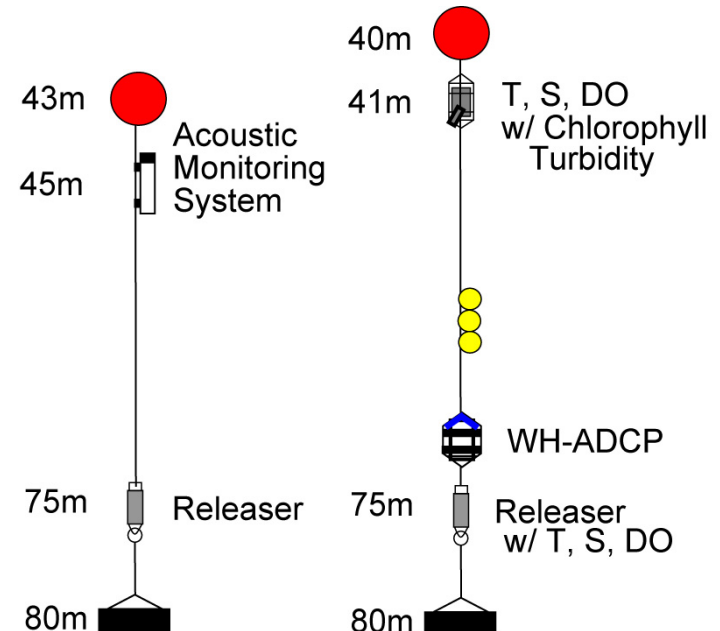 43m
Acoustic
Monitoring
45m
System
75m
Releaser
80m
40m
41m
T, S, DO
w/ Chlorophyll
Turbidity
WH-ADCP
75m
Releaser
w/ T, S, DO
80m